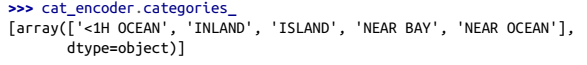 >>> cat_encoder.categories_
[array(['<1H OCEAN', 'INLAND', 'ISLAND', 'NEAR BAY', 'NEAR OCEAN'],
      dtype=object)]